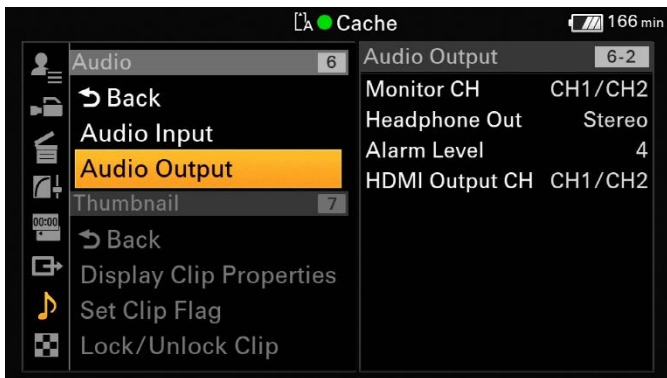 A Cache 166 min
Audio 6
Back
Audio Input
Audio Output
Thumbnail 7
Back
Display Clip Properties
Set Clip Flag
Lock/Unlock Clip
00:00
Audio Output 6-2
Monitor CH CH1/CH2
Headphone Out Stereo
Alarm Level 4
HDMI Output CH CH1/CH2